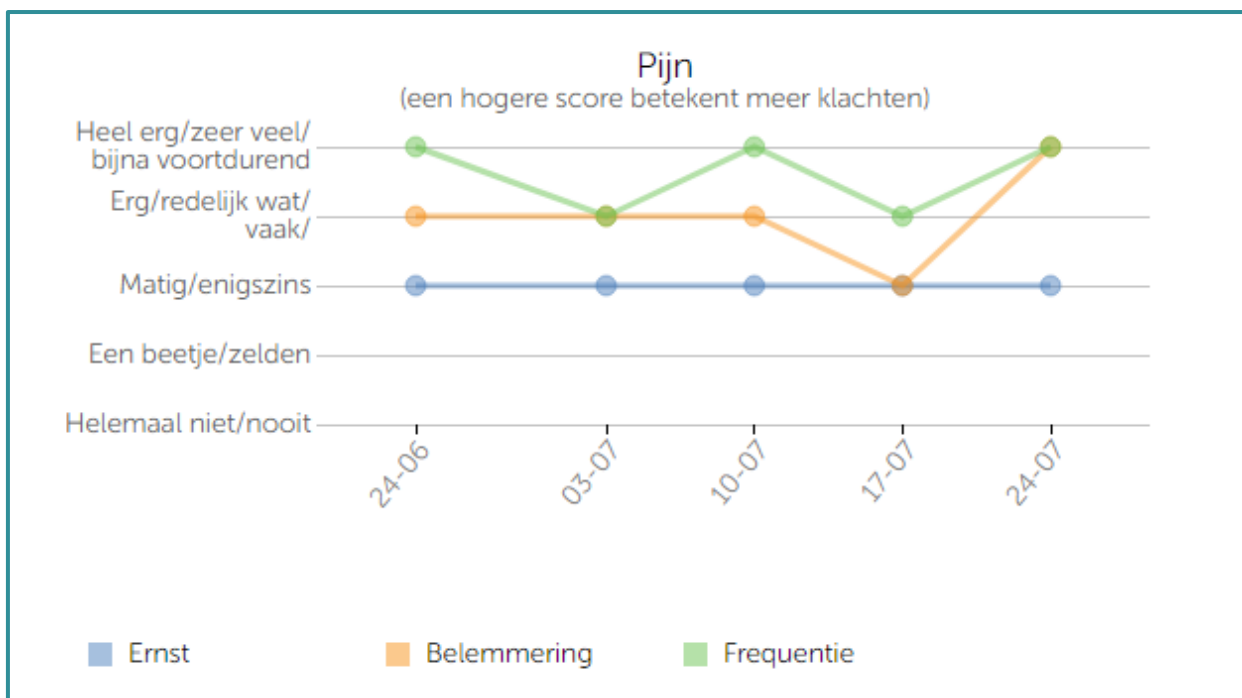 Pijn
(een hogere score betekent meer klachten)
Heel erg/zeer veel/
bijna voortdurend
Erg/redelijk wat/
vaak/
Matig/enigszins
Een beetje/zelden
Helemaal niet/nooit
24-06
03-07
10-07
17-07
24-07
Ernst
Belemmering
Frequentie